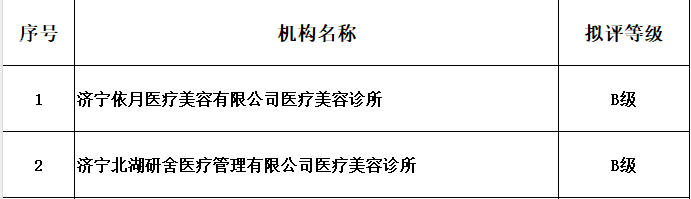 序号 机构名称 拟评等级
1 济宁依月医疗美容有限公司医疗美容诊所 B级
2 济宁北湖研舍医疗管理有限公司医疗美容诊所 B级